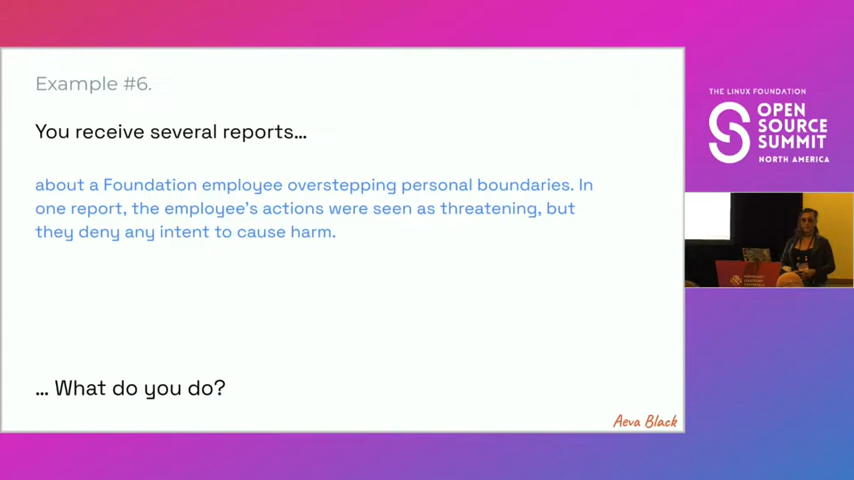 Example #6.
You receive several reports...
about a Foundation employee overstepping personal boundaries. In
one report, the employee's actions were seen as threatening, but
they deny any intent to cause harm.
... What do you do?
Aeva Black
THE LINUX FOUNDATION
OPEN
SOURCE
SUMMIT
NORTH AMERICA